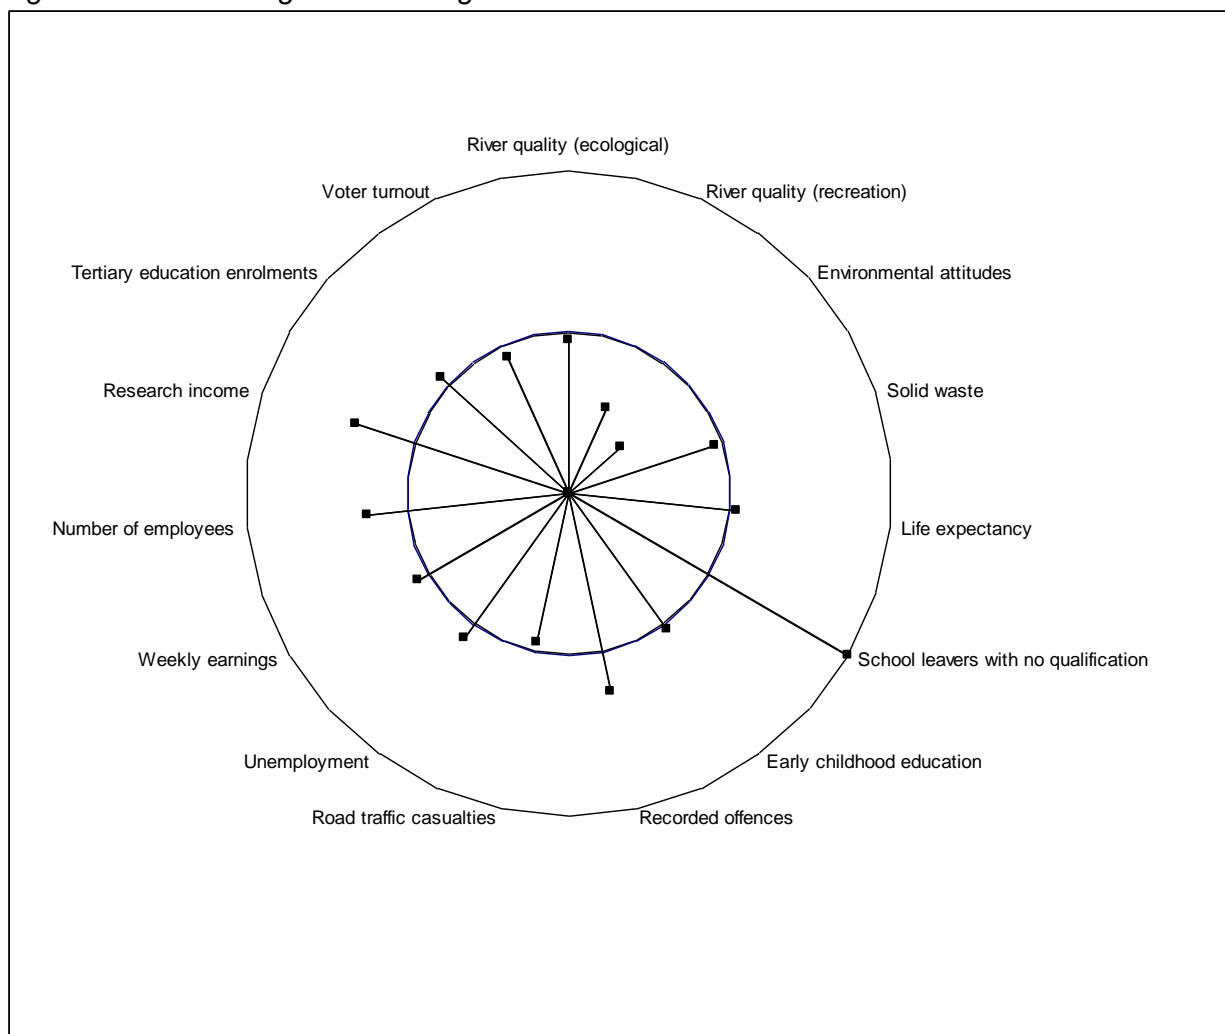 River quality (ecological)
Voter turnout
River quality (recreation)
Tertiary education enrolments
Environmental attitudes
Research income
Solid waste
Number of employees
Life expectancy
Weekly earnings
School leavers with no qualification
Unemployment
Early childhood education
Road traffic casualties
Recorded offences